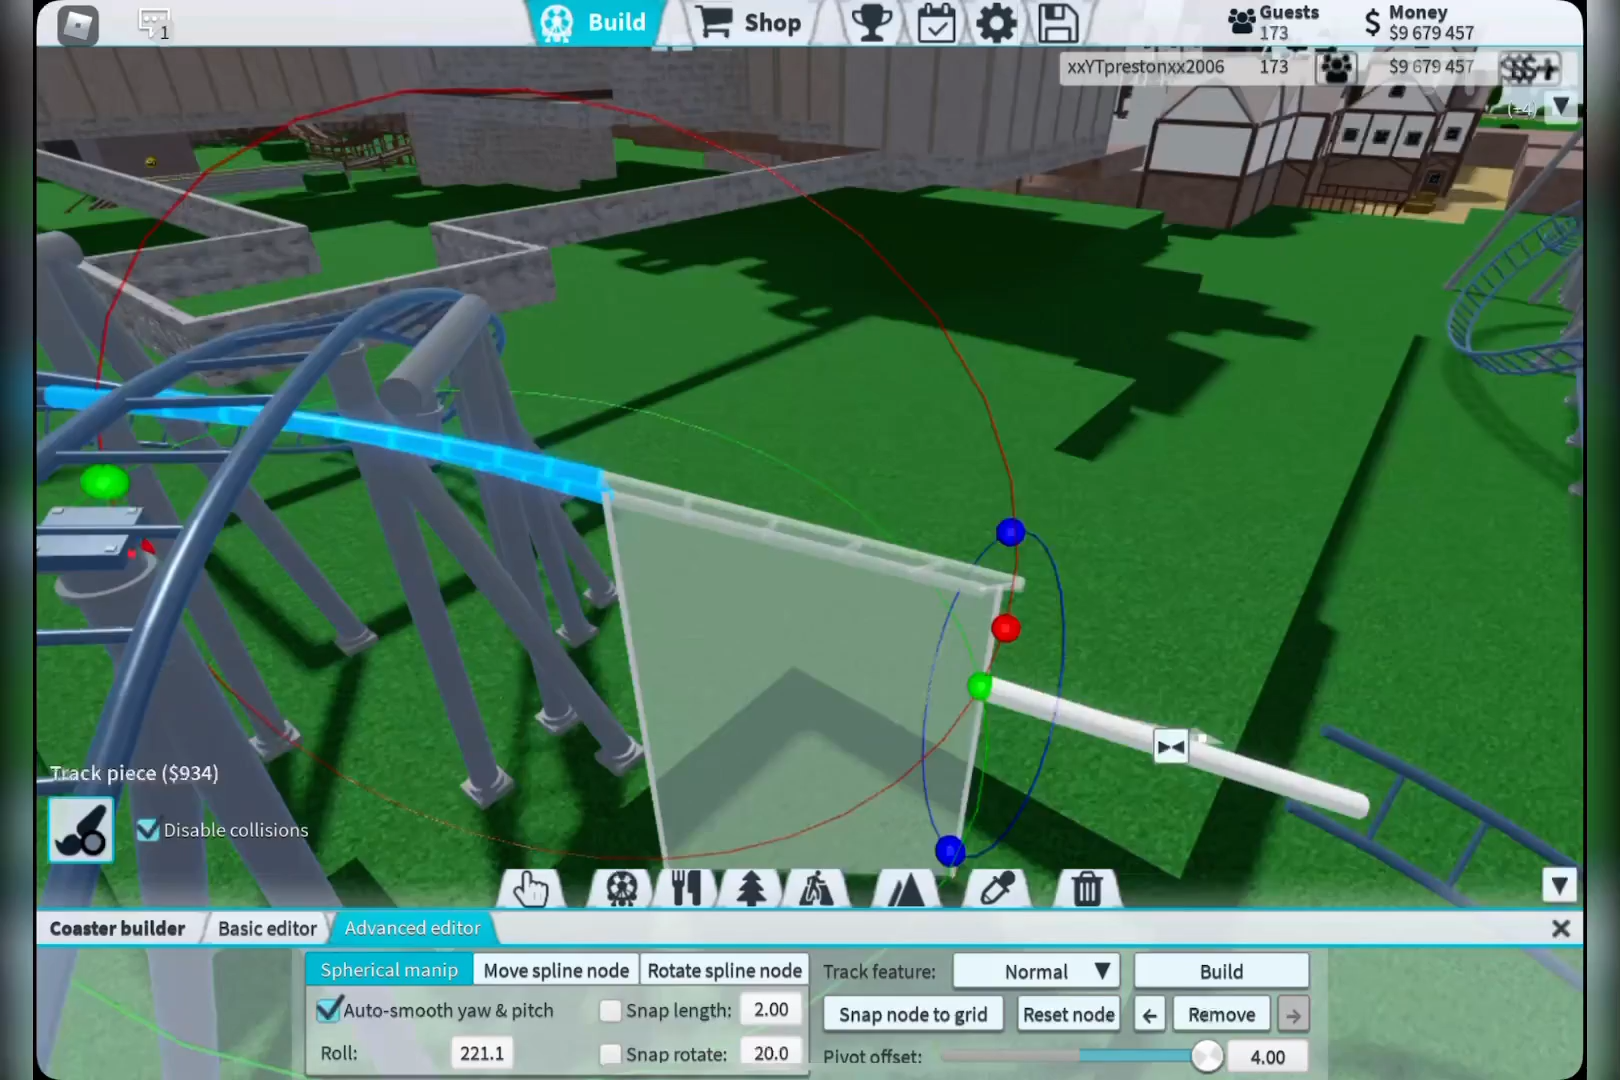 1
Build
Shop
Guests
173
Money
$9 679 457
xxYTprestonxx2006
173
$9 679 457
(+4)
Track piece ($934)
Disable collisions
Coaster builder
Basic editor
Advanced editor
Spherical manip
Move spline node
Rotate spline node
Track feature:
Normal
Build
Auto-smooth yaw & pitch
Snap length:
2.00
Snap node to grid
Reset node
Remove
Roll:
221.1
Snap rotate:
20.0
Pivot offset:
4.00